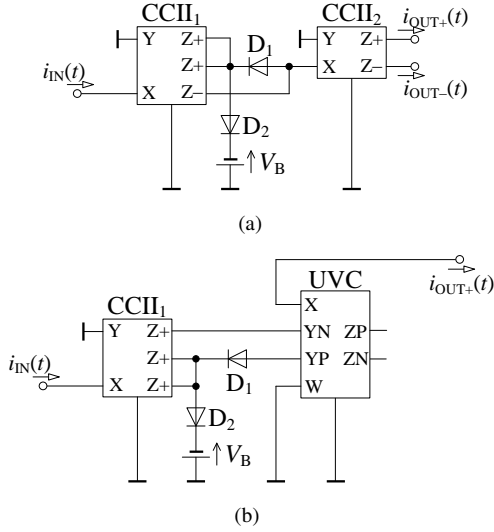 CCII1 CCII2
Y Z+ D1 Y Z+ iOUT+(t)
iIN(t) Z+ Z−
X Z− X iOUT−(t)
D2
VB
(a)
iOUT+(t)
UVC
CCII1 X
Y Z+ YN ZP
iIN(t) Z+ YP ZN
X Z+ D1 W
D2
VB
(b)